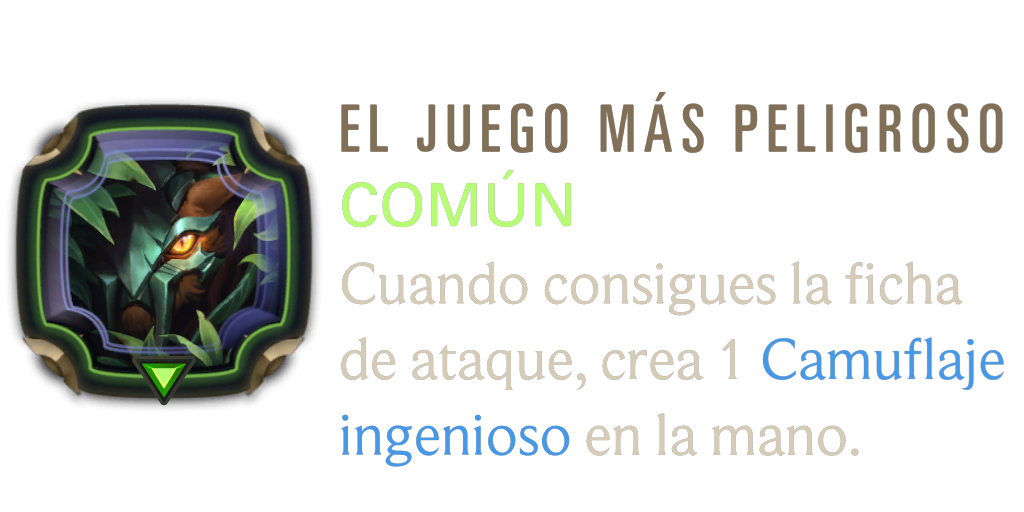 EL JUEGO MÁS PELIGROSO
COMÚN
Cuando consigues la ficha
de ataque, crea 1 Camuflaje
ingenioso en la mano.